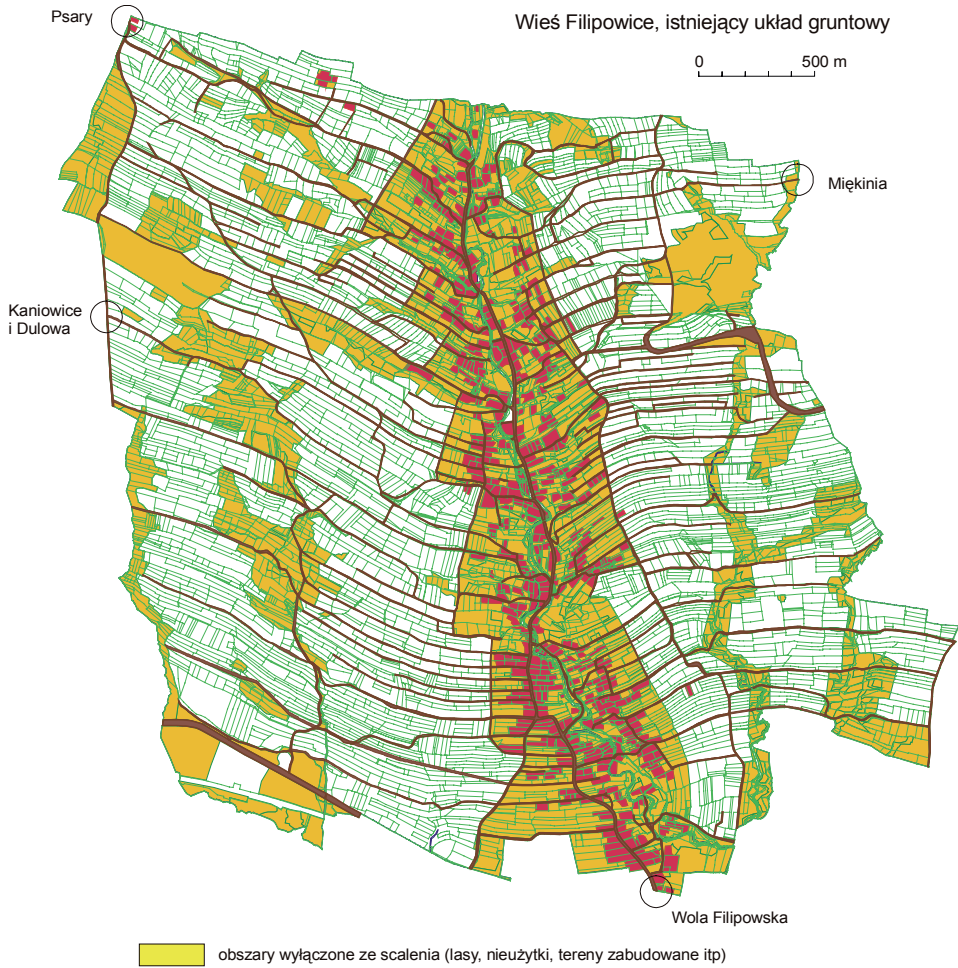 Psary
Wieś Filipowice, istniejący układ gruntowy
0 500 m
Miękinia
Kaniowice
i Dulowa
Wola Filipowska
obszary wyłączone ze scalenia (lasy, nieużytki, tereny zabudowane itp)